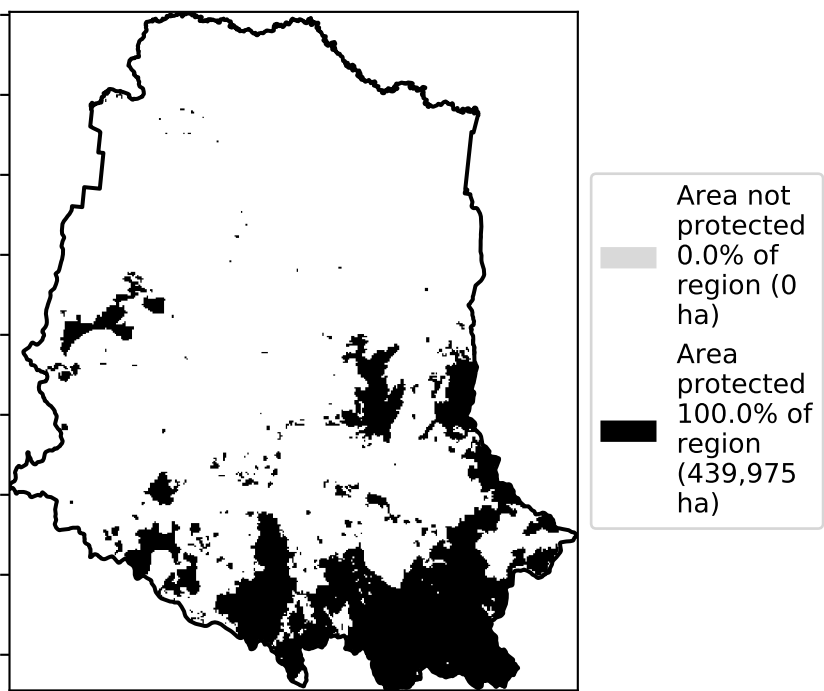 Area not
protected
0.0% of
region (0
ha)
Area
protected
100.0% of
region
(439,975
ha)